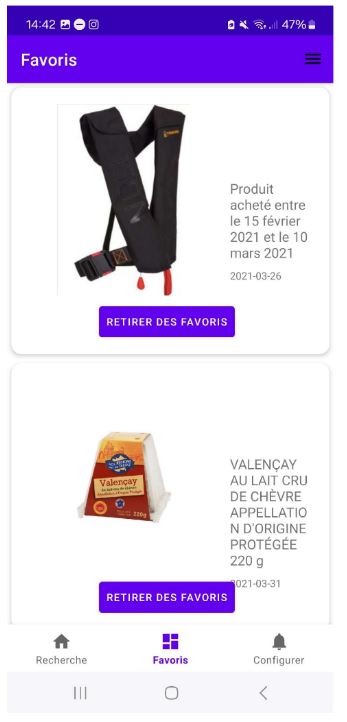 14:42 47%
Favoris
Produit
acheté entre
le 15 février
2021 et le 10
mars 2021
2021-03-26
RETIRER DES FAVORIS
Valençay
220g
VALENÇAY
AU LAIT CRU
DE CHÈVRE
APPELLATIO
N D'ORIGINE
PROTÉGÉE
220 g
2021-03-31
RETIRER DES FAVORIS
Recherche Favoris Configurer